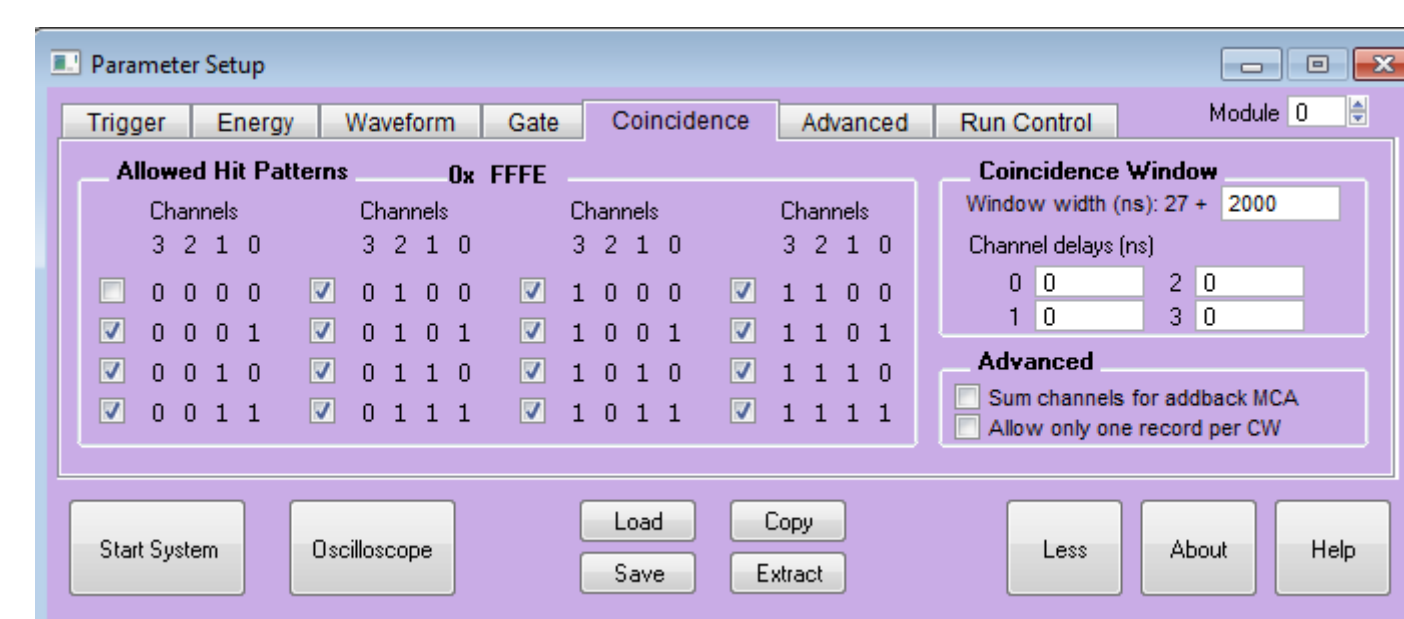 Parameter Setup
Trigger Energy Waveform Gate Coincidence Advanced Run Control Module 0
Allowed Hit Patterns 0x FFFE
Channels Channels Channels Channels
3 2 1 0 3 2 1 0 3 2 1 0 3 2 1 0
0 0 0 0 0 1 0 0 1 0 0 0 1 1 0 0
0 0 0 1 0 1 0 1 1 0 0 1 1 1 0 1
0 0 1 0 0 1 1 0 1 0 1 0 1 1 1 0
0 0 1 1 0 1 1 1 1 0 1 1 1 1 1 1
Coincidence Window
Window width (ns): 27 + 2000
Channel delays (ns)
0 0 2 0
1 0 3 0
Advanced
Sum channels for addback MCA
Allow only one record per CW
Start System Oscilloscope Load Copy Less About Help
Save Extract